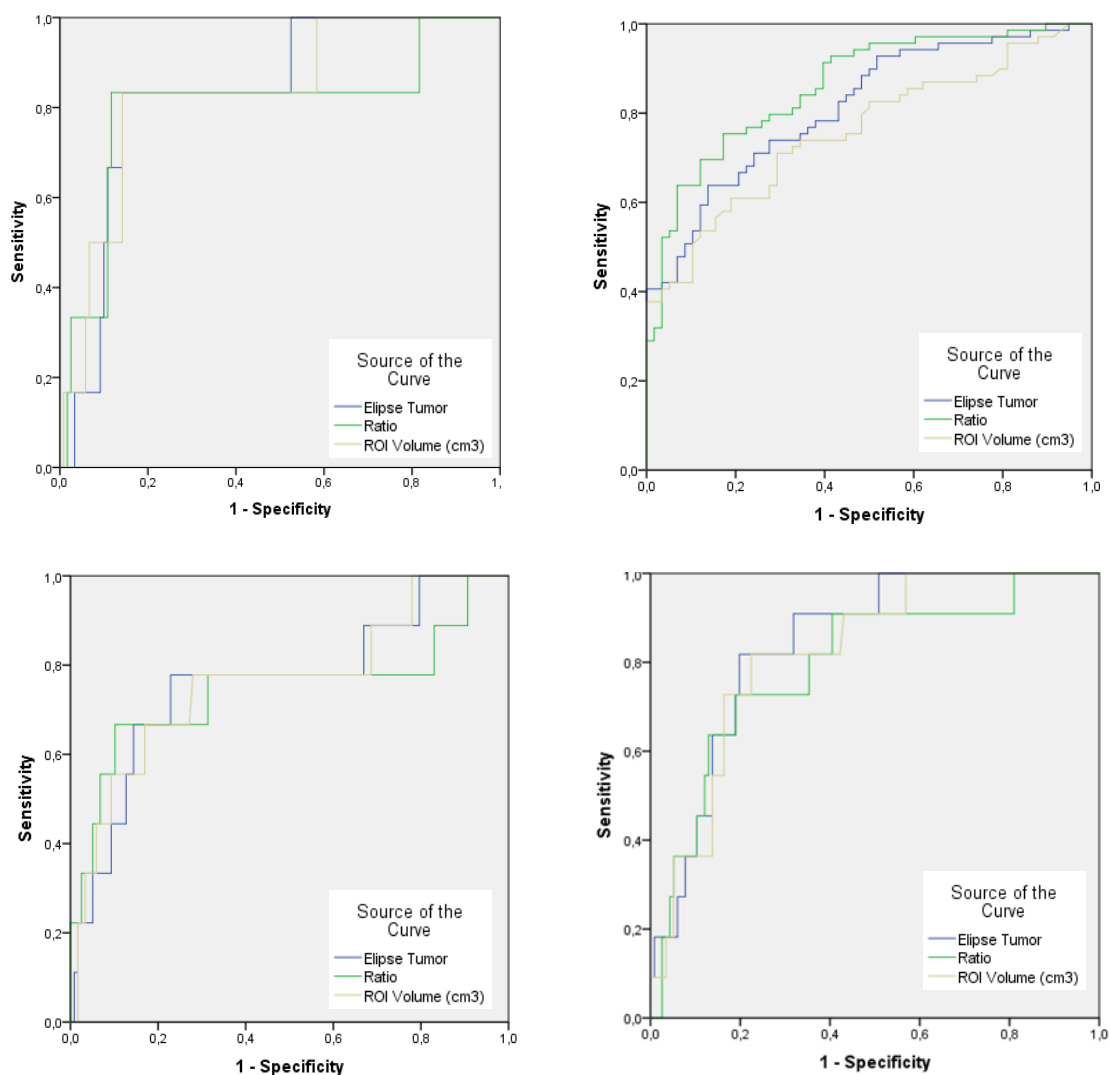 1,0
0,8
0,6
0,4
0,2
0,0
Sensitivity
0,0 0,2 0,4 0,6 0,8 1,
1 - Specificity
Source of the
Curve
Elipse Tumor
Ratio
ROI Volume (cm3)
1,0
0,8
0,6
0,4
0,2
0,0
Sensitivity
0,0 0,2 0,4 0,6 0,8 1,0
1 - Specificity
Source of the
Curve
Elipse Tumor
Ratio
ROI Volume (cm3)
1,0
0,8
0,6
0,4
0,2
0,0
Sensitivity
0,0 0,2 0,4 0,6 0,8 1,0
1 - Specificity
Source of the
Curve
Elipse Tumor
Ratio
ROI Volume (cm3)
1,0
0,8
0,6
0,4
0,2
0,0
Sensitivity
0,0 0,2 0,4 0,6 0,8 1,0
1 - Specificity
Source of the
Curve
Elipse Tumor
Ratio
ROI Volume (cm3)